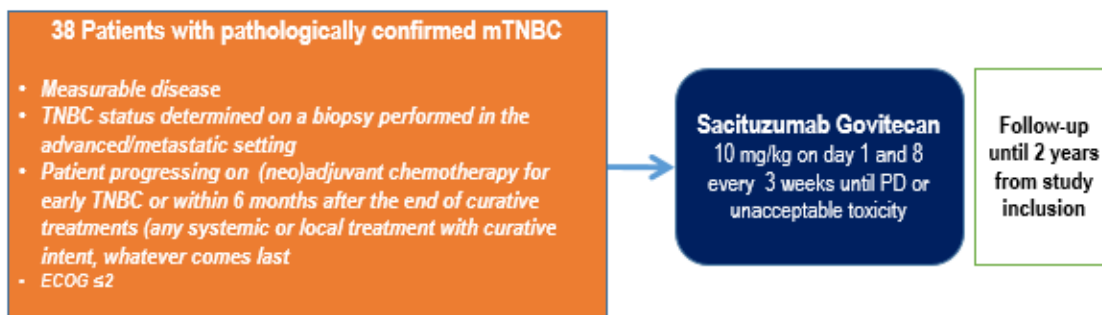 38 Patients with pathologically confirmed mTNBC
• Measurable disease
• TNBC status determined on a biopsy performed in the
advanced/metastatic setting
• Patient progressing on (neo)adjuvant chemotherapy for
early TNBC or within 6 months after the end of curative
treatments (any systemic or local treatment with curative
intent, whatever comes last
- ECOG ≤2
Sacituzumab Govitecan
10 mg/kg on day 1 and 8
every 3 weeks until PD or
unacceptable toxicity
Follow-up
until 2 years
from study
inclusion